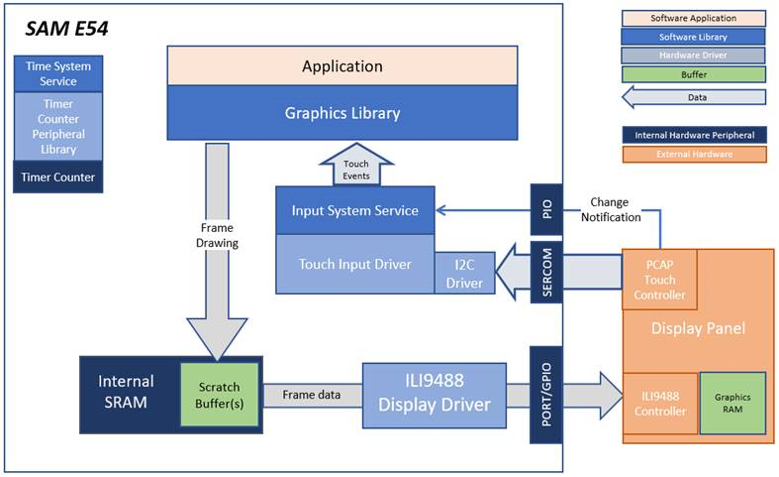 SAM E54
Time System
Service
Timer
Counter
Peripheral
Library
Timer Counter
Application
Graphics Library
Touch
Events
Frame
Drawing
Input System Service
Touch Input Driver
I2C
Driver
PIO
SERCOM
PORT/GPIO
Change
Notification
PCAP
Touch
Controller
Display Panel
ILI9488
Controller
Graphics
RAM
Internal
SRAM
Scratch
Buffer(s)
Frame data
ILI9488
Display Driver
Software Application
Software Library
Hardware Driver
Buffer
Data
Internal Hardware Peripheral
External Hardware